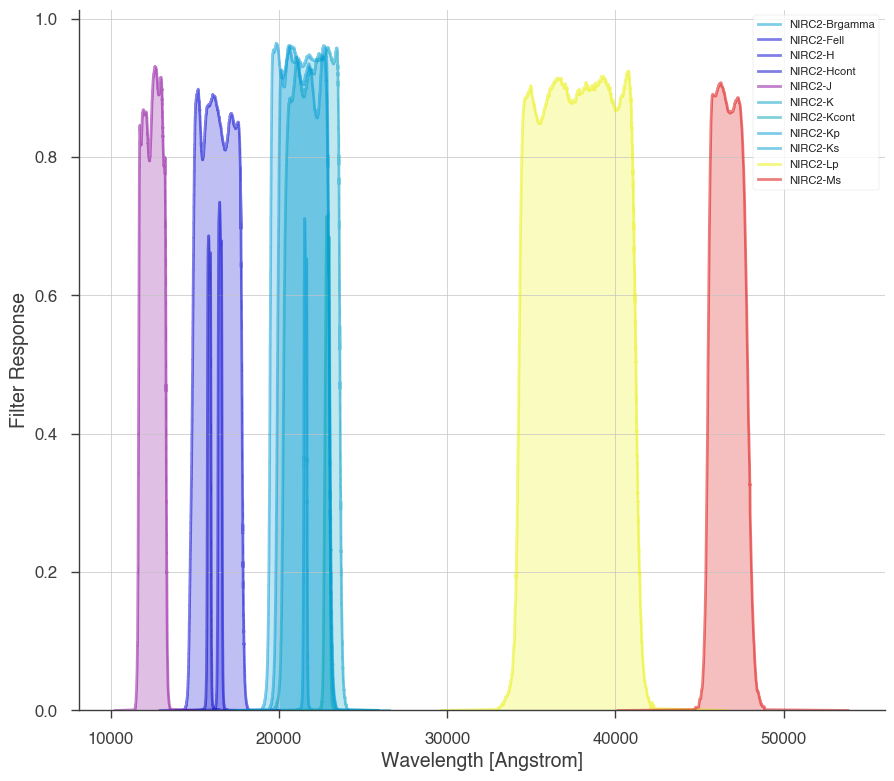 1.0
0.8
0.6
0.4
0.2
0.0
Filter Response
10000 20000 30000 40000 50000
Wavelength [Angstrom]
NIRC2-Brgamma
NIRC2-FeII
NIRC2-H
NIRC2-Hcont
NIRC2-J
NIRC2-K
NIRC2-Kcont
NIRC2-Kp
NIRC2-Ks
NIRC2-Lp
NIRC2-Ms